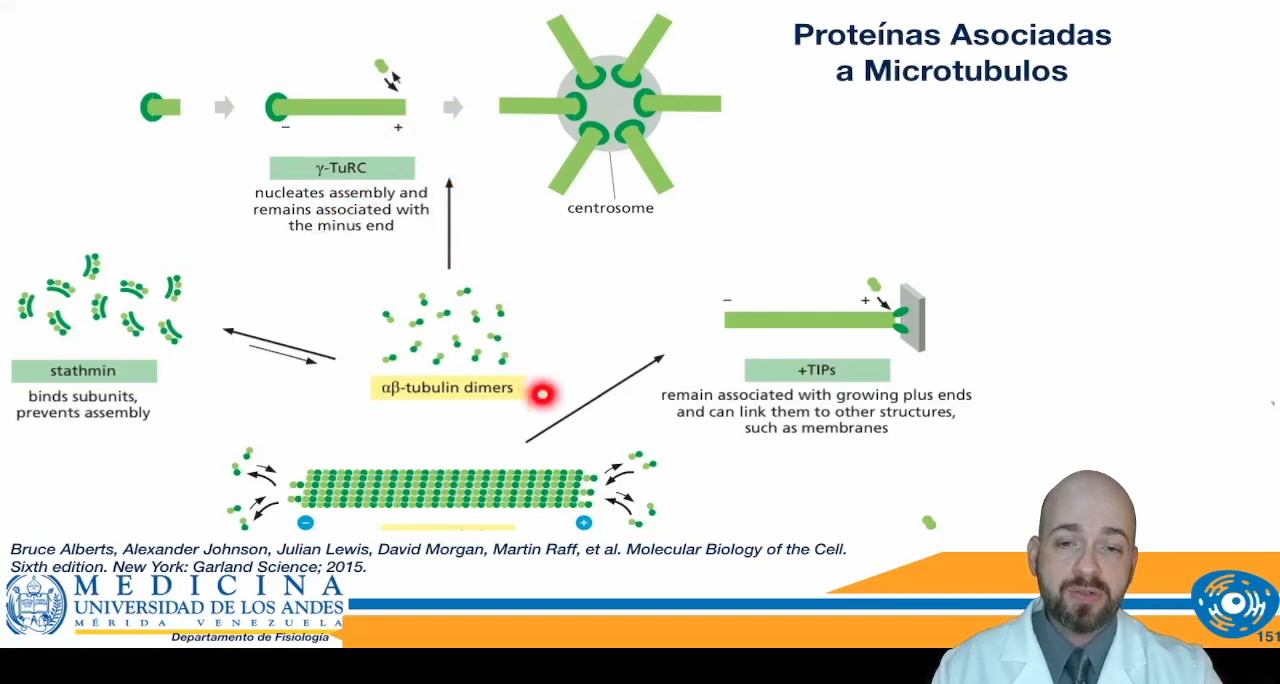 Proteínas Asociadas
a Microtubulos
− +
γ-TuRC
nucleates assembly and
remains associated with
the minus end
centrosome
stathmin
binds subunits,
prevents assembly
αβ-tubulin dimers
− +
+TIPs
remain associated with growing plus ends
and can link them to other structures,
such as membranes
− +
Bruce Alberts, Alexander Johnson, Julian Lewis, David Morgan, Martin Raff, et al. Molecular Biology of the Cell.
Sixth edition. New York: Garland Science; 2015.
MEDICINA
UNIVERSIDAD DE LOS ANDES
MÉRIDA VENEZUELA
Departamento de Fisiología
151